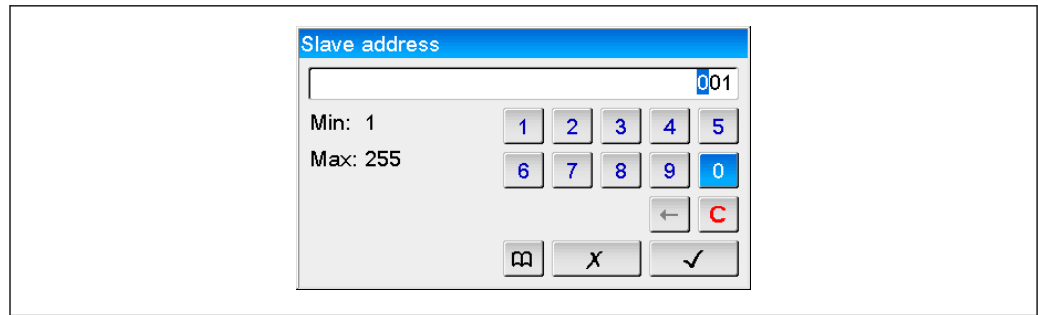 Slave address
001
Min: 1
1 2 3 4 5
Max: 255
6 7 8 9 0
← C
X ✓